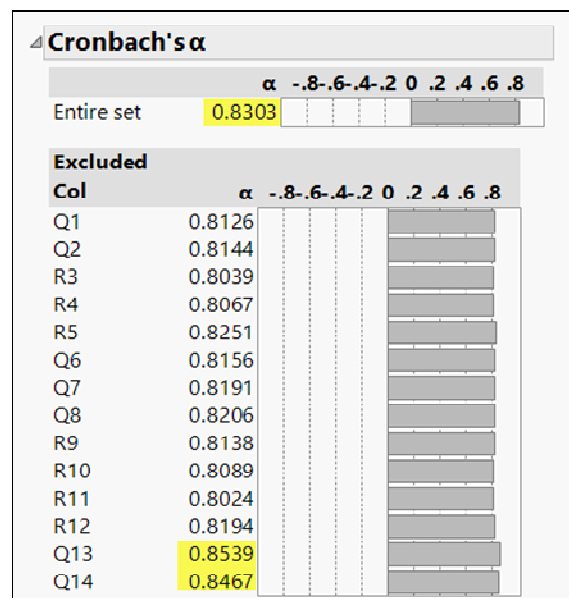 Cronbach's α
α -.8-.6-.4-.2 0 .2 .4 .6 .8
Entire set 0.8303
Excluded
Col α -.8-.6-.4-.2 0 .2 .4 .6 .8
Q1 0.8126
Q2 0.8144
R3 0.8039
R4 0.8067
R5 0.8251
Q6 0.8156
Q7 0.8191
Q8 0.8206
R9 0.8138
R10 0.8089
R11 0.8024
R12 0.8194
Q13 0.8539
Q14 0.8467